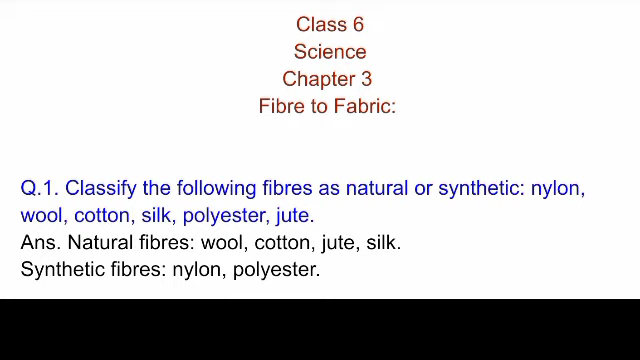 Class 6
Science
Chapter 3
Fibre to Fabric:
Q.1. Classify the following fibres as natural or synthetic: nylon,
wool, cotton, silk, polyester, jute.
Ans. Natural fibres: wool, cotton, jute, silk.
Synthetic fibres: nylon, polyester.